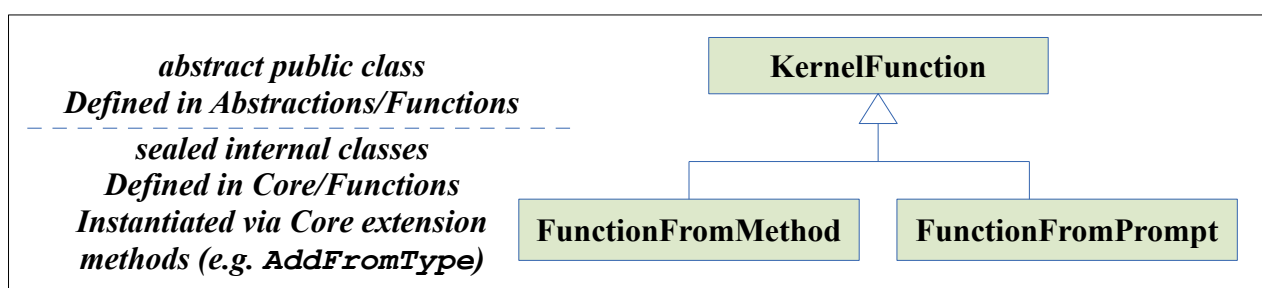 abstract public class
Defined in Abstractions/Functions
sealed internal classes
Defined in Core/Functions
Instantiated via Core extension
methods (e.g. AddFromType)
KernelFunction
FunctionFromMethod
FunctionFromPrompt